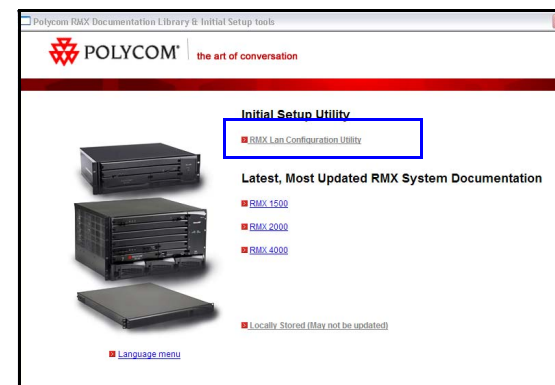 Polycom RMX Documentation Library & Initial Setup tools
POLYCOM® the art of conversation
Initial Setup Utility
RMX Lan Configuration Utility
Latest, Most Updated RMX System Documentation
RMX 1500
RMX 2000
RMX 4000
Locally Stored (May not be updated)
Language menu